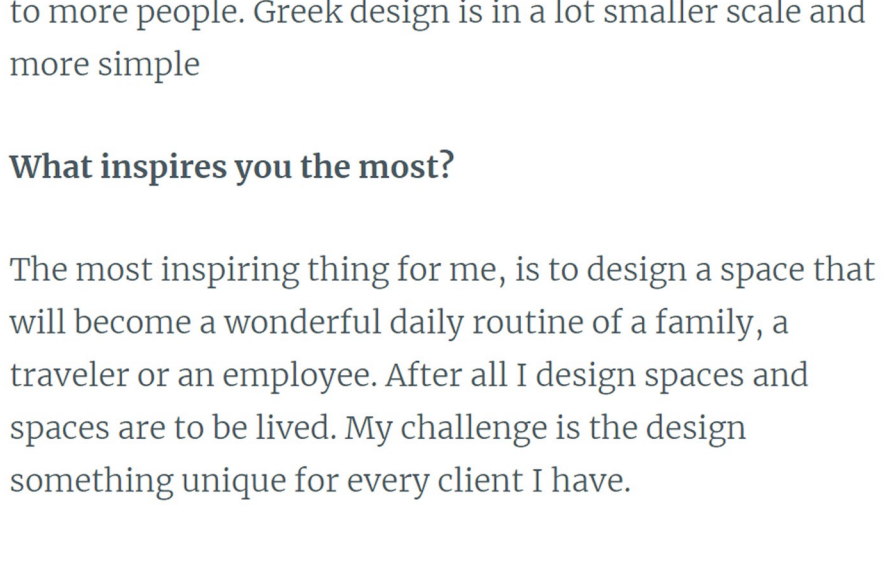 to more people. Greek design is in a lot smaller scale and
more simple
What inspires you the most?
The most inspiring thing for me, is to design a space that
will become a wonderful daily routine of a family, a
traveler or an employee. After all I design spaces and
spaces are to be lived. My challenge is the design
something unique for every client I have.